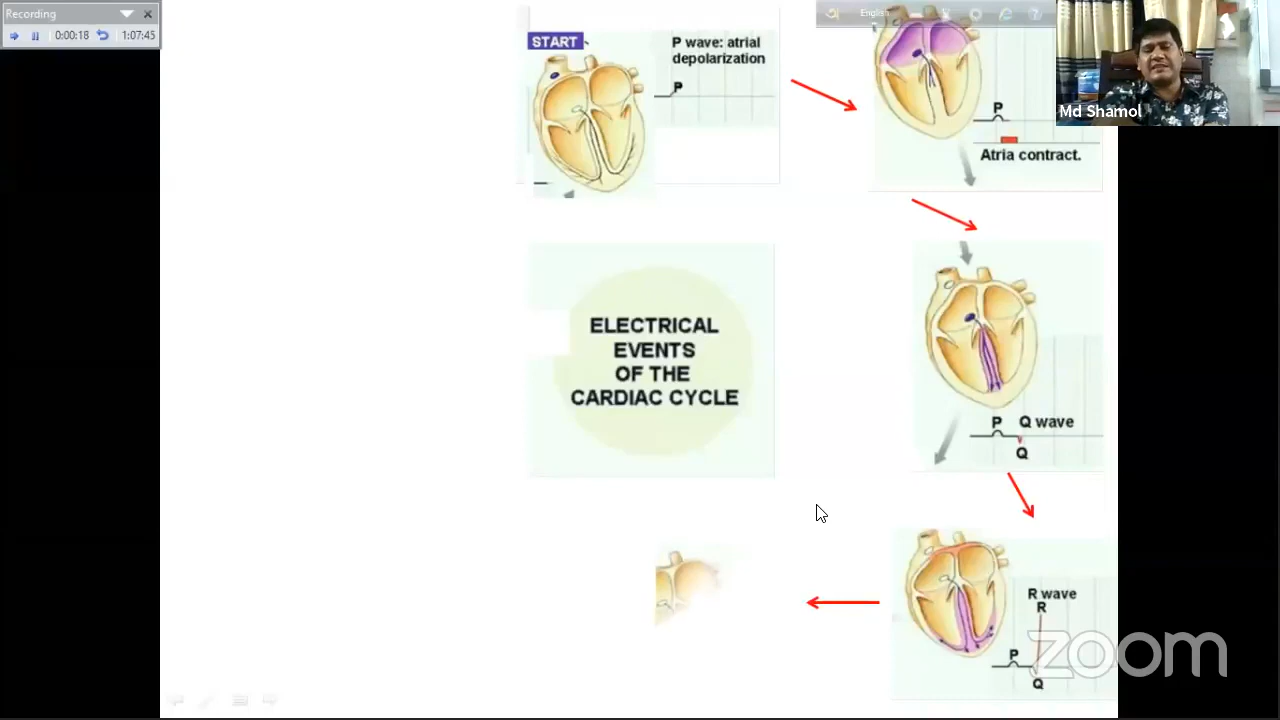 Recording
0:00:18
1:07:45
English
Md Shamol
START
P wave: atrial
depolarization
P
P
Atria contract.
ELECTRICAL
EVENTS
OF THE
CARDIAC CYCLE
P Q wave
Q
R wave
R
P
Q
zoom